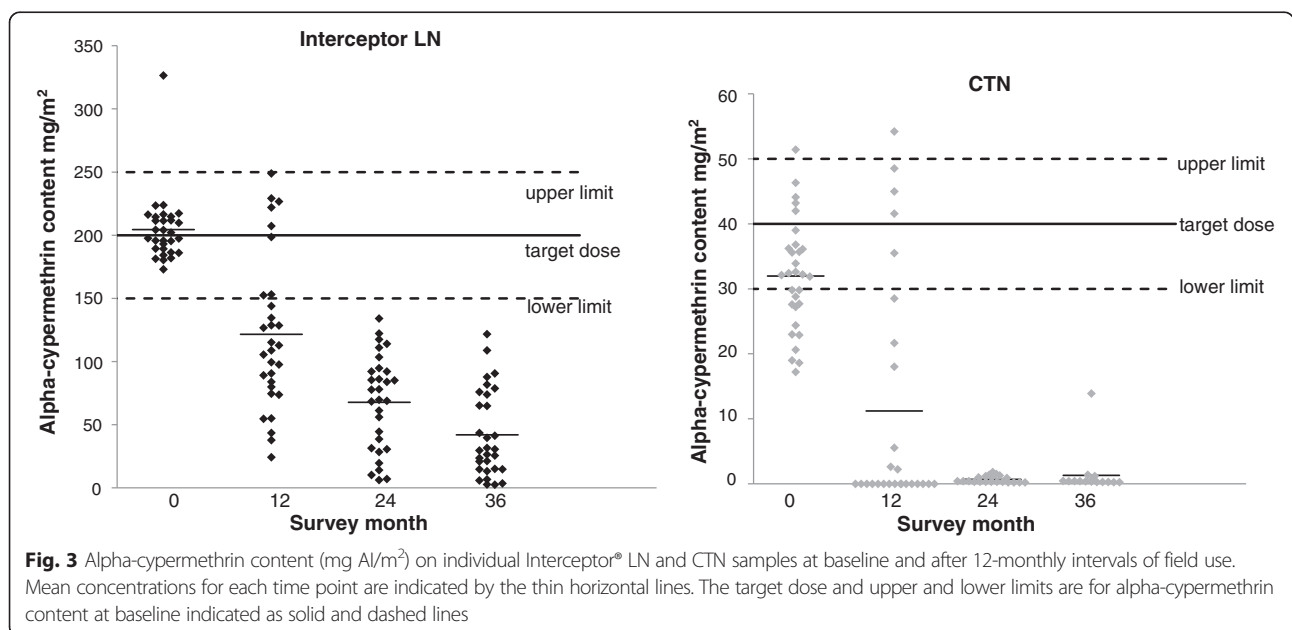 Interceptor LN
Alpha-cypermethrin content mg/m²
350
300
250
200
150
100
50
0
upper limit
target dose
lower limit
0 12 24 36
Survey month
CTN
Alpha-cypermethrin content mg/m²
60
50
40
30
20
10
0
upper limit
target dose
lower limit
0 12 24 36
Survey month
Fig. 3 Alpha-cypermethrin content (mg AI/m²) on individual Interceptor® LN and CTN samples at baseline and after 12-monthly intervals of field use.
Mean concentrations for each time point are indicated by the thin horizontal lines. The target dose and upper and lower limits are for alpha-cypermethrin
content at baseline indicated as solid and dashed lines